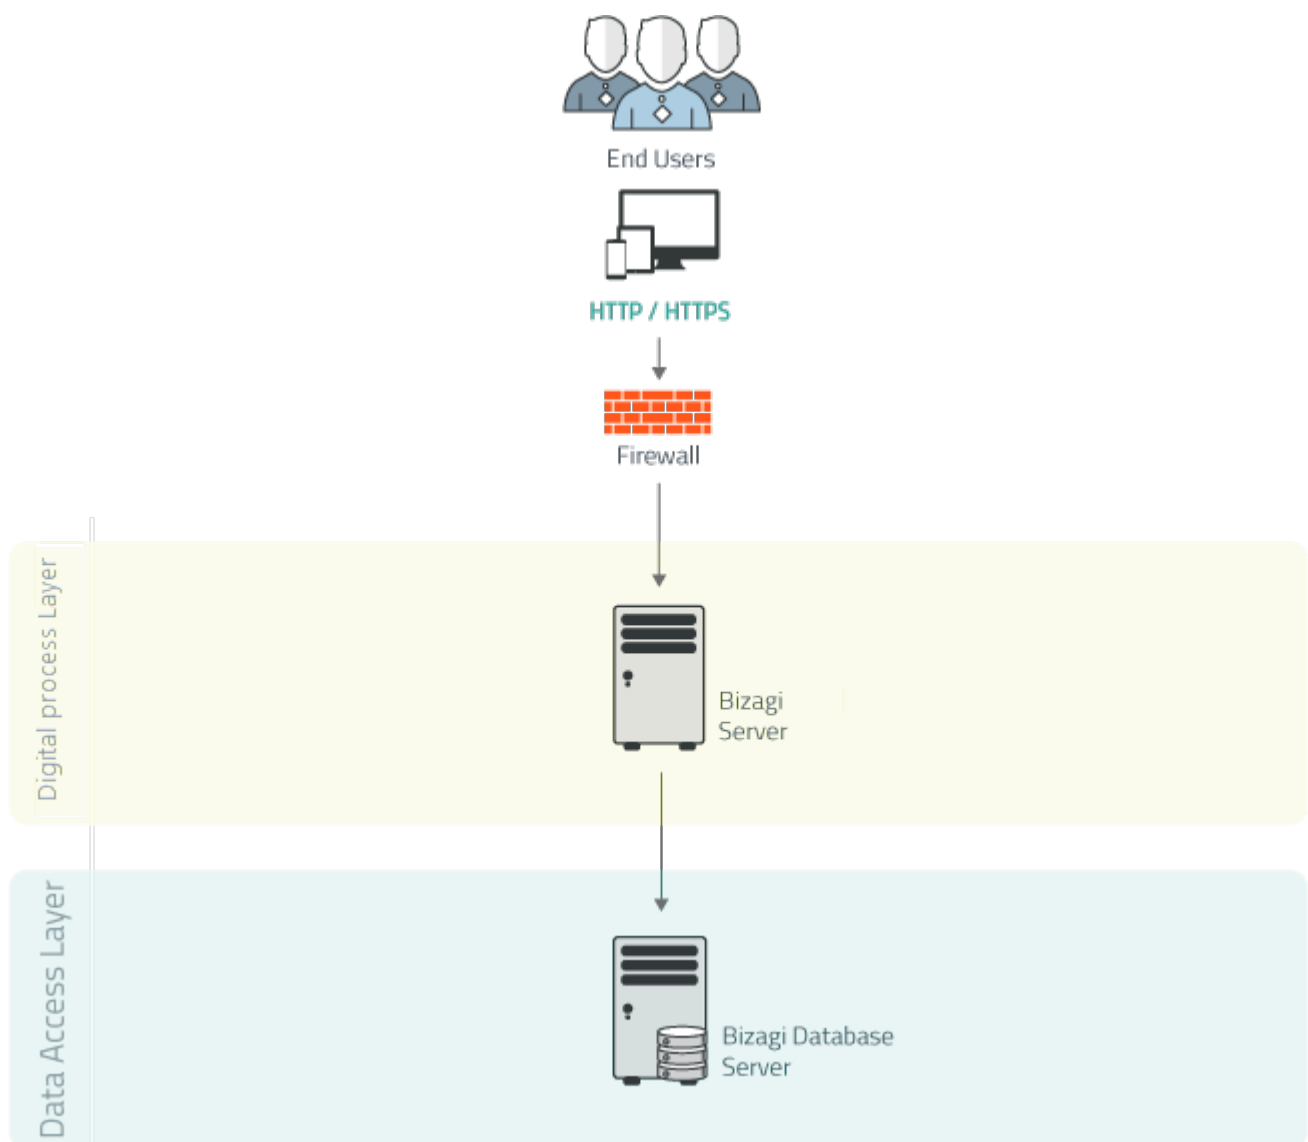 End Users
HTTP / HTTPS
Firewall
Digital process Layer
Bizagi
Server
Data Access Layer
Bizagi Database
Server